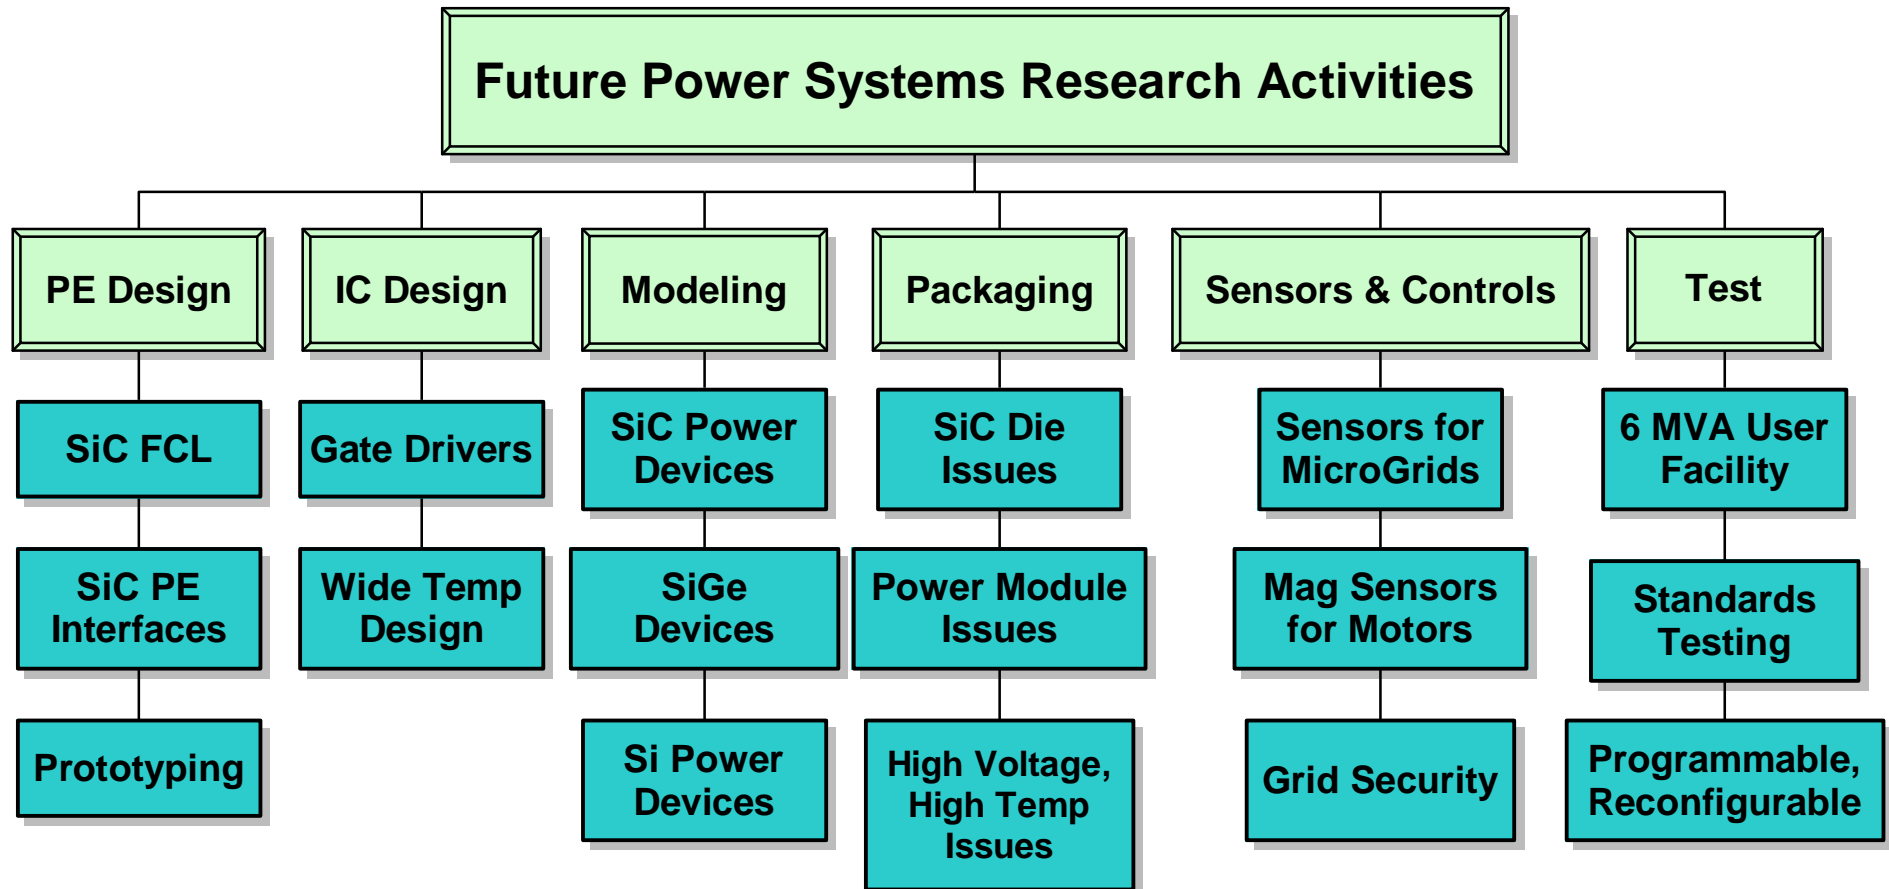 Future Power Systems Research Activities
PE Design
IC Design
Modeling
Packaging
Sensors & Controls
Test
SiC FCL
Gate Drivers
SiC Power
Devices
SiC Die
Issues
Sensors for
MicroGrids
6 MVA User
Facility
SiC PE
Interfaces
Wide Temp
Design
SiGe
Devices
Power Module
Issues
Mag Sensors
for Motors
Standards
Testing
Prototyping
Si Power
Devices
High Voltage,
High Temp
Issues
Grid Security
Programmable,
Reconfigurable